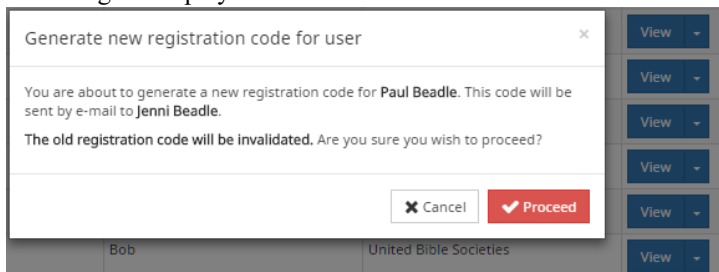 Generate new registration code for user ×
You are about to generate a new registration code for Paul Beadle. This code will be
sent by e-mail to Jenni Beadle.
The old registration code will be invalidated. Are you sure you wish to proceed?
Cancel Proceed
View
View
View
View
View
Bob United Bible Societies View